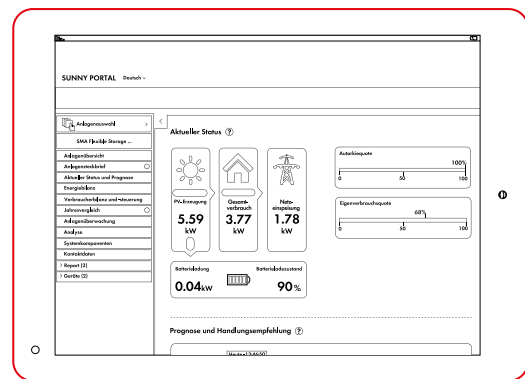 SUNNY PORTAL Deutsch
Anlagenauswahl
SMA Flexible Storage ...
Anlagenübersicht
Anlagensteckbrief
Aktueller Status und Prognose
Energiebilanz
Verbraucherbilanz und -steuerung
Jahresvergleich
Anlagenüberwachung
Analyse
Systemkomponenten
Kontaktdaten
> Report (2)
> Geräte (2)
Aktueller Status ?
PV-Erzeugung
5.59
kW
Gesamt-
verbrauch
3.77
kW
Netz-
einspeisung
1.78
kW
Batterieladung
0.04kW
Batterieladezustand
90%
Autarkiequote
100%
0 50 100
Eigenverbrauchsquote
68%
0 50 100
Prognose und Handlungsempfehlung ?